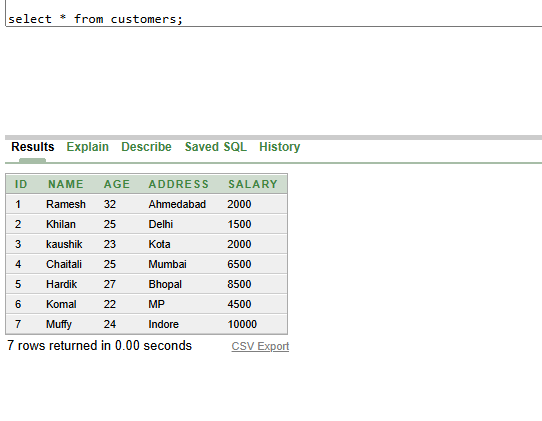 select * from customers;
Results Explain Describe Saved SQL History
ID NAME AGE ADDRESS SALARY
1 Ramesh 32 Ahmedabad 2000
2 Khilan 25 Delhi 1500
3 kaushik 23 Kota 2000
4 Chaitali 25 Mumbai 6500
5 Hardik 27 Bhopal 8500
6 Komal 22 MP 4500
7 Muffy 24 Indore 10000
7 rows returned in 0.00 seconds CSV Export